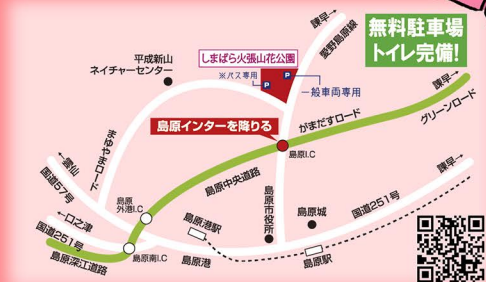 無料駐車場
トイレ完備!
諫早→
愛野島原線
しまばら火張山花公園
平成新山
ネイチャーセンター
※バス専用
P
P
一般車両専用
諫早→
グリーンロード
がまだすロード
島原インターを降りる
島原I.C
まゆやまロード
←雲仙
国道57号
島原中央道路
島原
外港I.C
諫早→
←口之津
国道251号
島原深江道路
島原南I.C
島原港駅
島原港
島原市役所
島原城
国道251号
島原駅